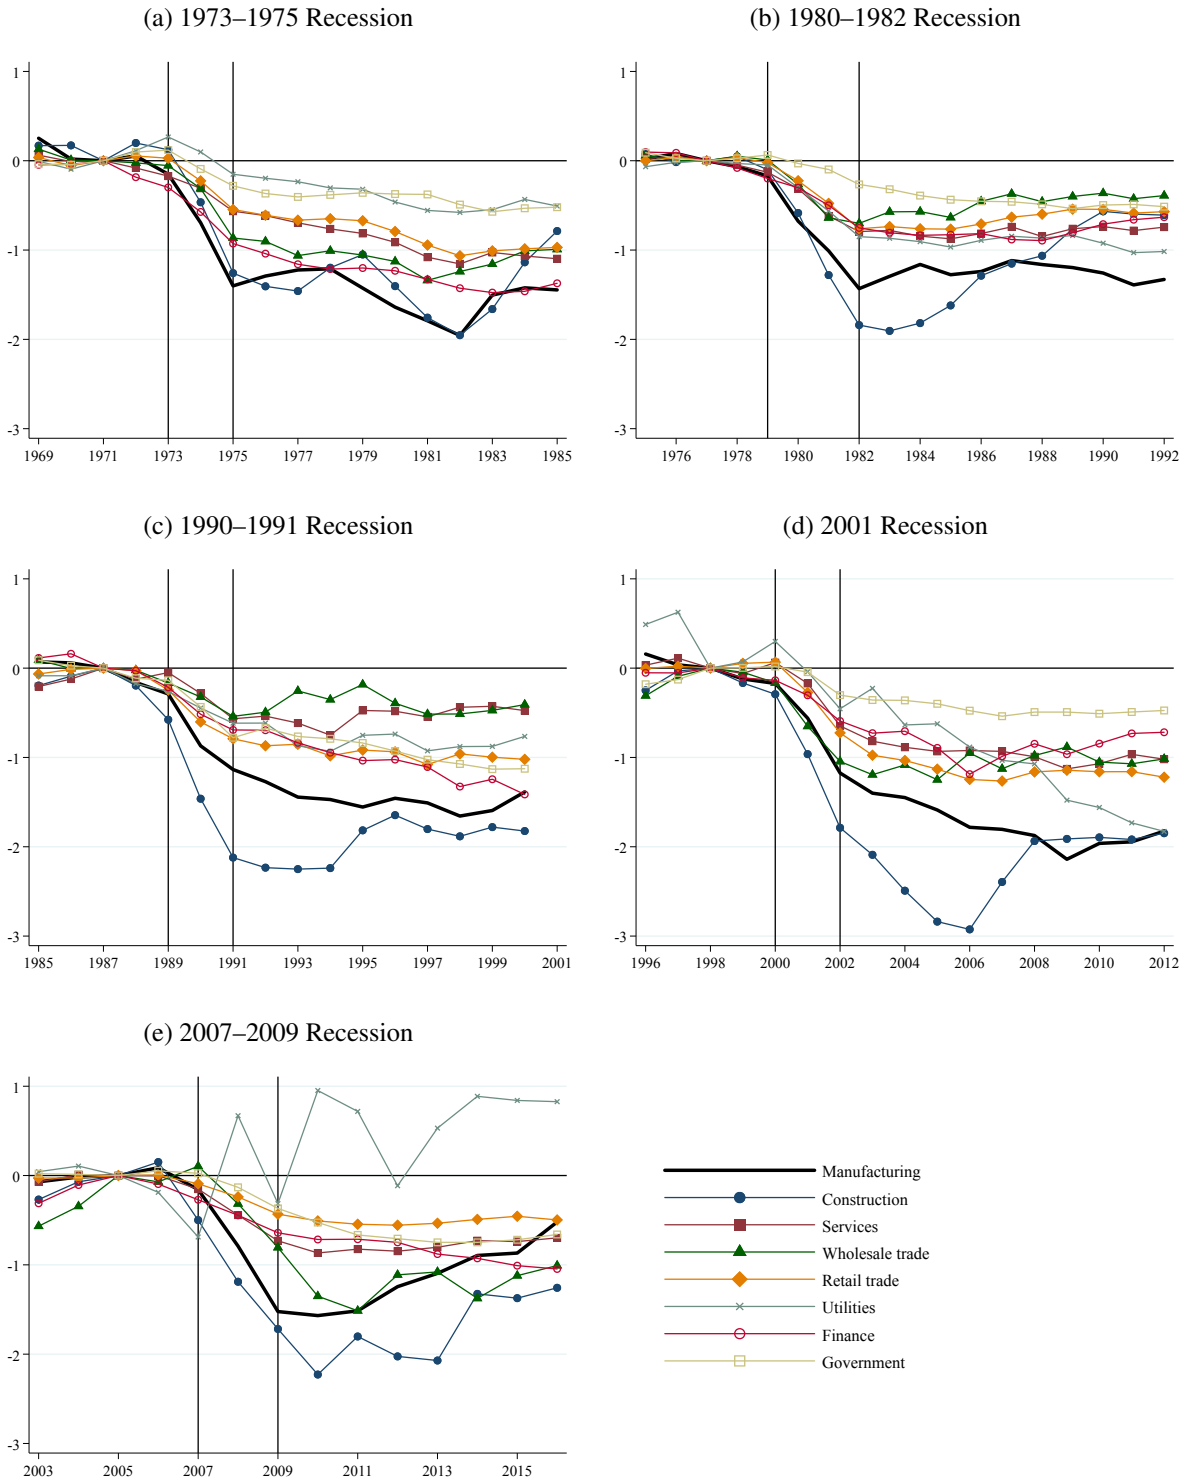 (a) 1973–1975 Recession
1
0
-1
-2
-3
1969 1971 1973 1975 1977 1979 1981 1983 1985
(b) 1980–1982 Recession
1
0
-1
-2
-3
1976 1978 1980 1982 1984 1986 1988 1990 1992
(c) 1990–1991 Recession
1
0
-1
-2
-3
1985 1987 1989 1991 1993 1995 1997 1999 2001
(d) 2001 Recession
1
0
-1
-2
-3
1996 1998 2000 2002 2004 2006 2008 2010 2012
(e) 2007–2009 Recession
1
0
-1
-2
-3
2003 2005 2007 2009 2011 2013 2015
Manufacturing
Construction
Services
Wholesale trade
Retail trade
Utilities
Finance
Government